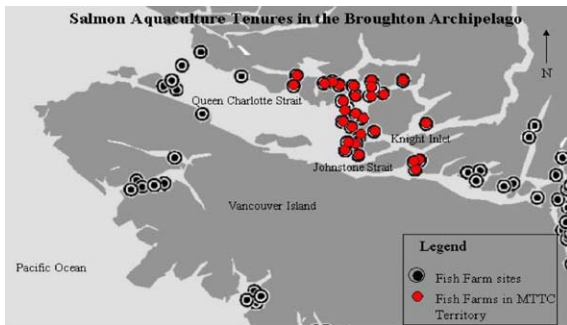 Salmon Aquaculture Tenures in the Broughton Archipelago
N
Queen Charlotte Strait
Knight Inlet
Johnstone Strait
Vancouver Island
Pacific Ocean
Legend
Fish Farm sites
Fish Farms in MTTC
Territory